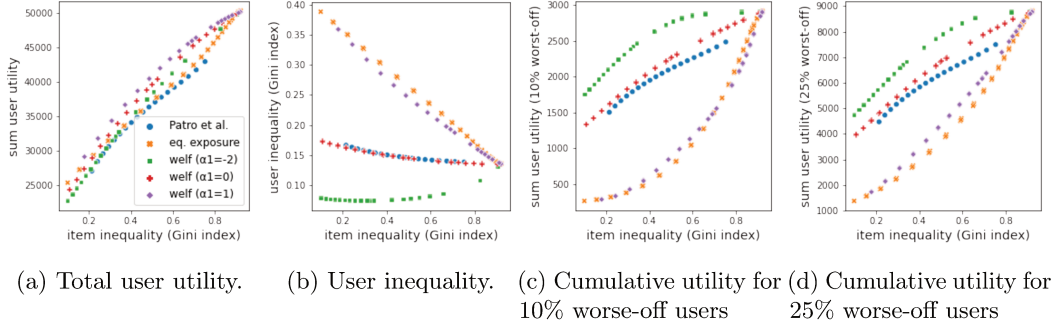 sum user utility
50000
45000
40000
35000
30000
25000
0.2 0.4 0.6 0.8
item inequality (Gini index)
Patro et al.
eq. exposure
welf (α1=-2)
welf (α1=0)
welf (α1=1)
user inequality (Gini index)
0.40
0.35
0.30
0.25
0.20
0.15
0.10
0.2 0.4 0.6 0.8
item inequality (Gini index)
sum user utility (10% worst-off)
3000
2500
2000
1500
1000
500
0.2 0.4 0.6 0.8
item inequality (Gini index)
sum user utility (25% worst-off)
9000
8000
7000
6000
5000
4000
3000
2000
1000
0.2 0.4 0.6 0.8
item inequality (Gini index)
(a) Total user utility.
(b) User inequality.
(c) Cumulative utility for
10% worse-off users
(d) Cumulative utility for
25% worse-off users